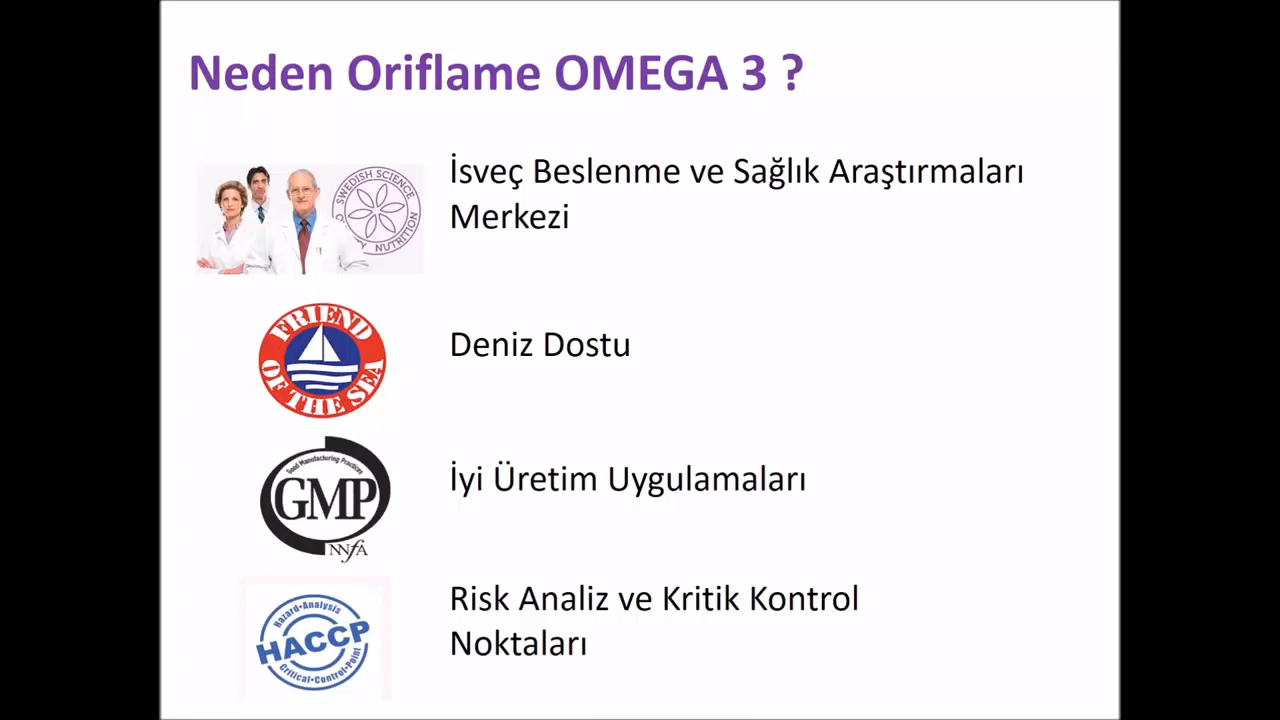 Neden Oriflame OMEGA 3 ?
İsveç Beslenme ve Sağlık Araştırmaları
Merkezi
SWEDISH SCIENCE
NUTRITION
Deniz Dostu
FRIEND
OF THE SEA
İyi Üretim Uygulamaları
Good Manufacturing Practices
GMP
NNFA
Risk Analiz ve Kritik Kontrol
Noktaları
Hazard•Analysis
HACCP
Critical•Control•Point